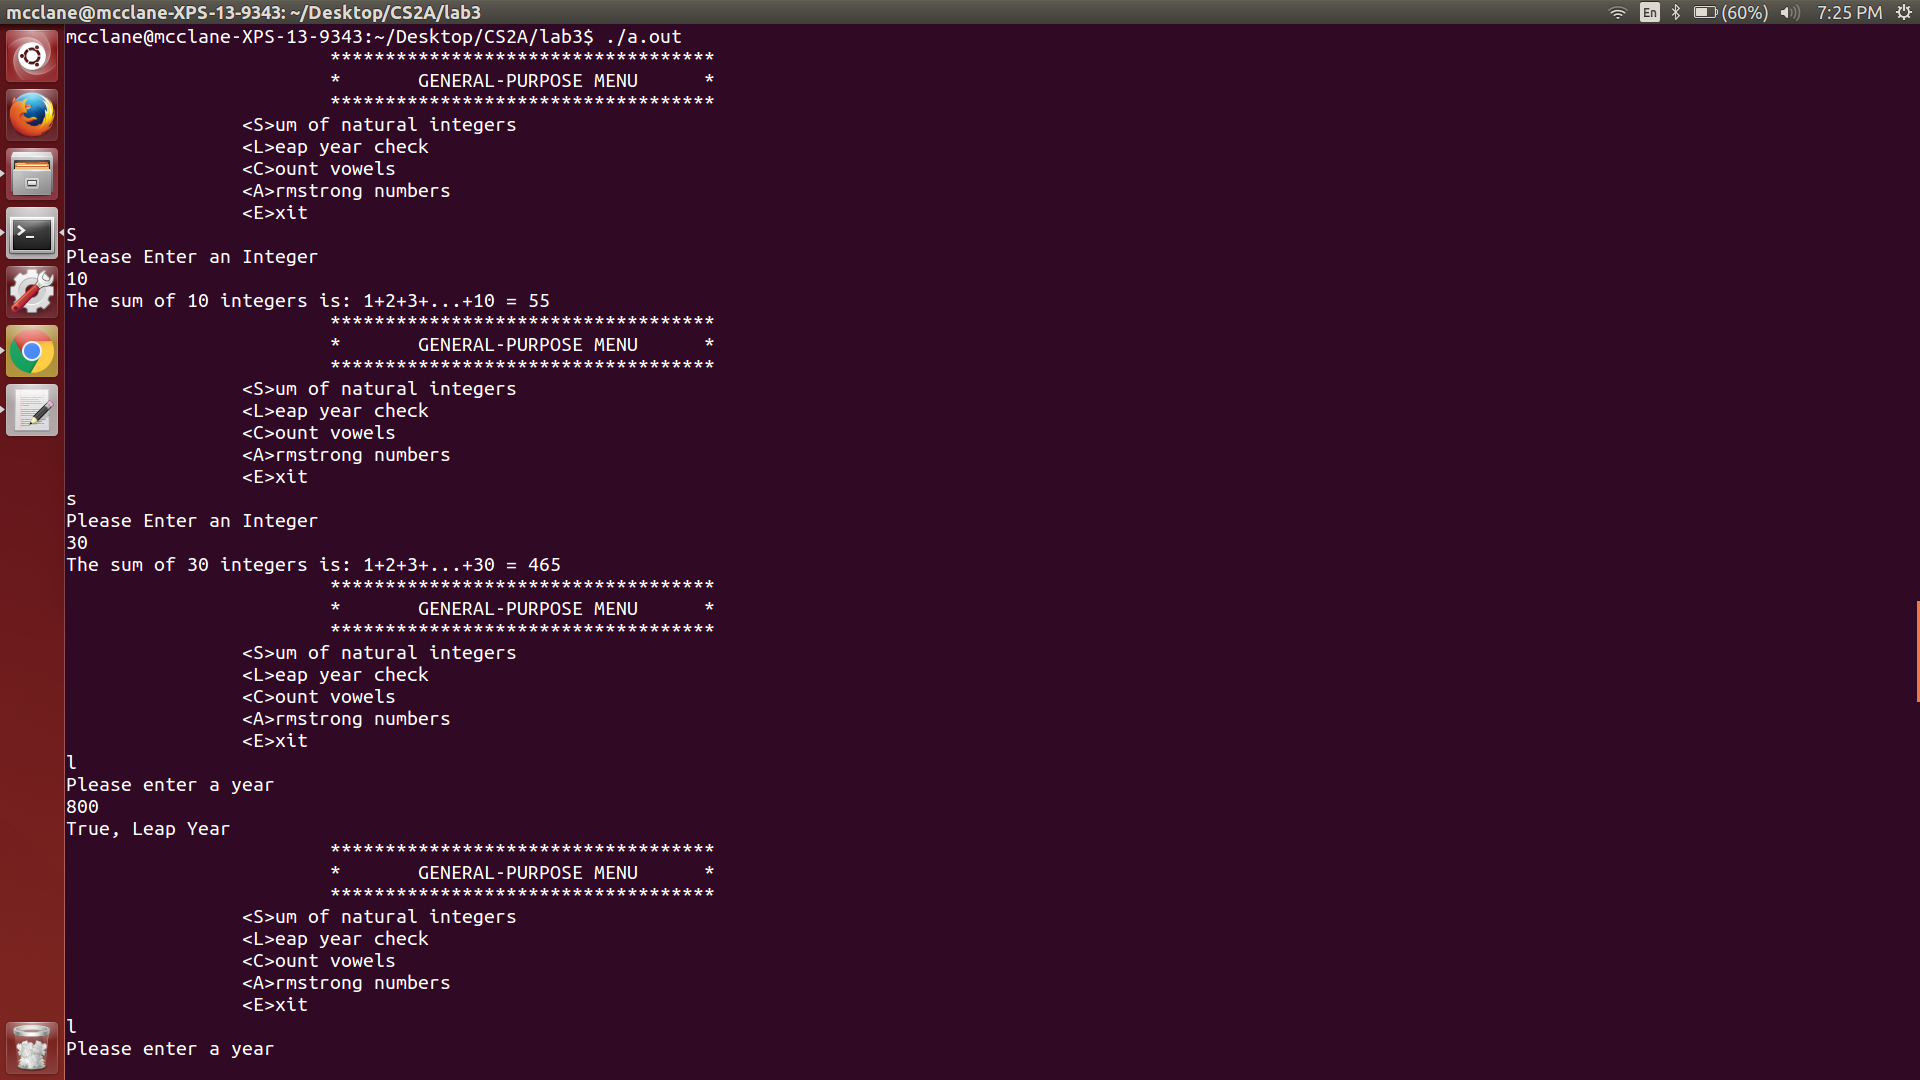 mcclane@mcclane-XPS-13-9343: ~/Desktop/CS2A/lab3 En (60%) 7:25 PM
mcclane@mcclane-XPS-13-9343:~/Desktop/CS2A/lab3$ ./a.out
***********************************
* GENERAL-PURPOSE MENU *
***********************************
<S>um of natural integers
<L>eap year check
<C>ount vowels
<A>rmstrong numbers
<E>xit
S
Please Enter an Integer
10
The sum of 10 integers is: 1+2+3+...+10 = 55
***********************************
* GENERAL-PURPOSE MENU *
***********************************
<S>um of natural integers
<L>eap year check
<C>ount vowels
<A>rmstrong numbers
<E>xit
s
Please Enter an Integer
30
The sum of 30 integers is: 1+2+3+...+30 = 465
***********************************
* GENERAL-PURPOSE MENU *
***********************************
<S>um of natural integers
<L>eap year check
<C>ount vowels
<A>rmstrong numbers
<E>xit
l
Please enter a year
800
True, Leap Year
***********************************
* GENERAL-PURPOSE MENU *
***********************************
<S>um of natural integers
<L>eap year check
<C>ount vowels
<A>rmstrong numbers
<E>xit
l
Please enter a year